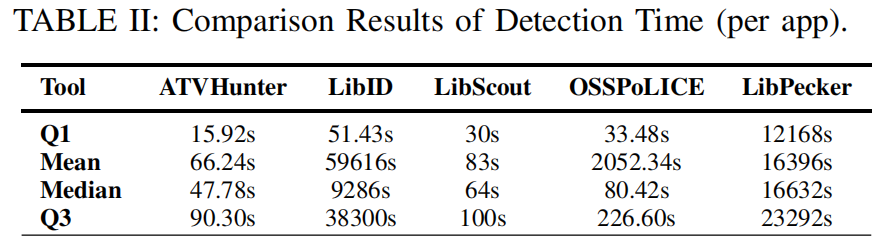 TABLE II: Comparison Results of Detection Time (per app).
Tool ATVHunter LibID LibScout OSSPoLICE LibPecker
Q1 15.92s 51.43s 30s 33.48s 12168s
Mean 66.24s 59616s 83s 2052.34s 16396s
Median 47.78s 9286s 64s 80.42s 16632s
Q3 90.30s 38300s 100s 226.60s 23292s